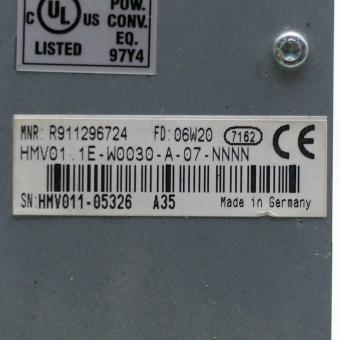 POW.
CONV.
EQ.
97Y4
C UL US
LISTED
MNR: R911296724 FD: 06W20 7162 CE
HMV01.1E-W0030-A-07-NNNN
SN:HMV011-05326 A35 Made in Germany